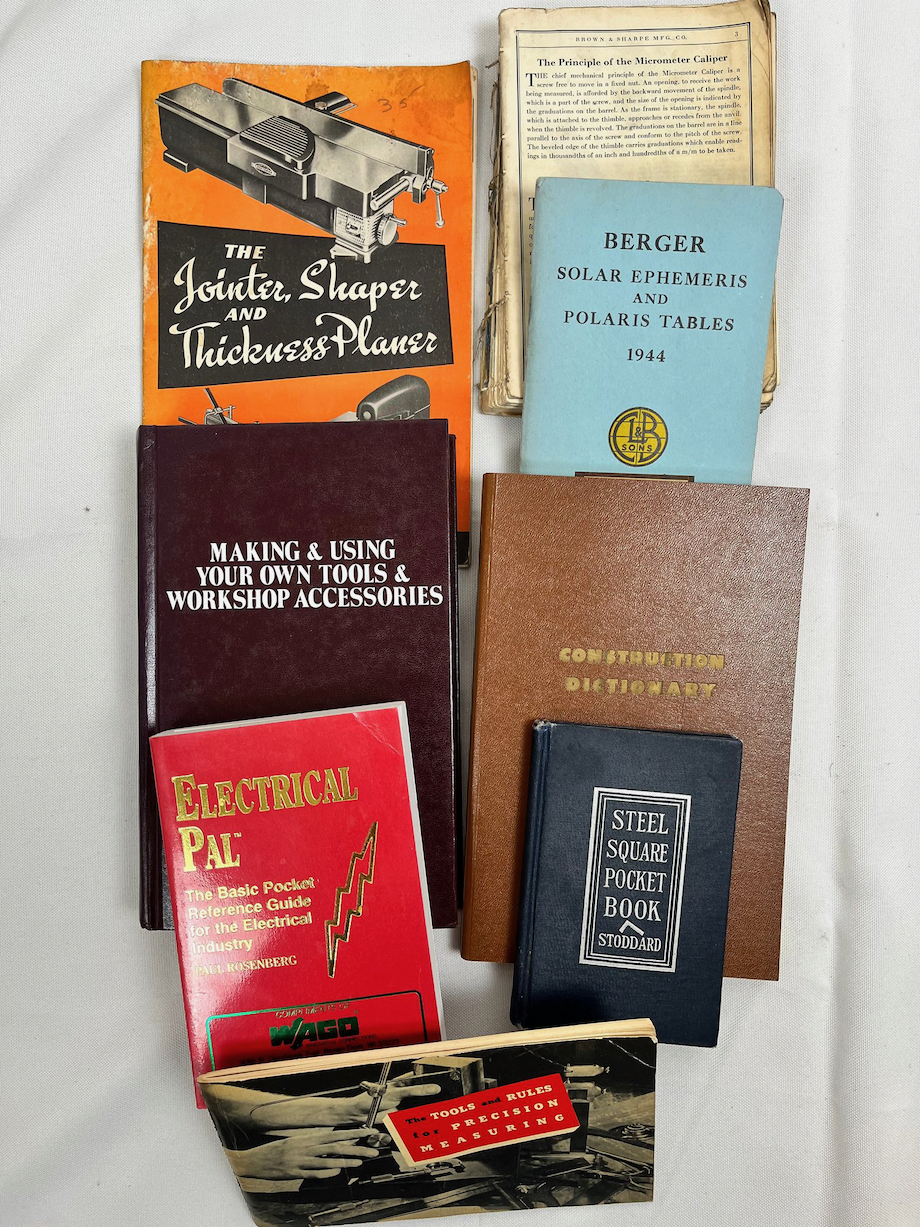 BROWN & SHARPE MFG. CO. 3
The Principle of the Micrometer Caliper
THE chief mechanical principle of the Micrometer Caliper is a
screw free to move in a fixed nut. An opening, to receive the work
being measured, is afforded by the backward movement of the spindle,
which is a part of the screw, and the size of the opening is indicated by
the graduations on the barrel. As the frame is stationary, the spindle,
which is attached to the thimble, approaches or recedes from the anvil,
when the thimble is revolved. The graduations on the barrel are in a line
parallel to the axis of the screw and conform to the pitch of the screw.
The beveled edge of the thimble carries graduations which enable read-
ings in thousandths of an inch and hundredths of a m/m to be taken.
35
THE
Jointer, Shaper
AND
Thickness Planer
BERGER
SOLAR EPHEMERIS
AND
POLARIS TABLES
1944
& 
SONS
MAKING & USING
YOUR OWN TOOLS &
WORKSHOP ACCESSORIES
CONSTRUCTION
DICTIONARY
ELECTRICAL
PAL™
The Basic Pocket
Reference Guide
for the Electrical
Industry
PAUL ROSENBERG
COMPLIMENTS OF
WAGO
STEEL
SQUARE
POCKET
BOOK
STODDARD
The TOOLS and RULES
for PRECISION
MEASURING